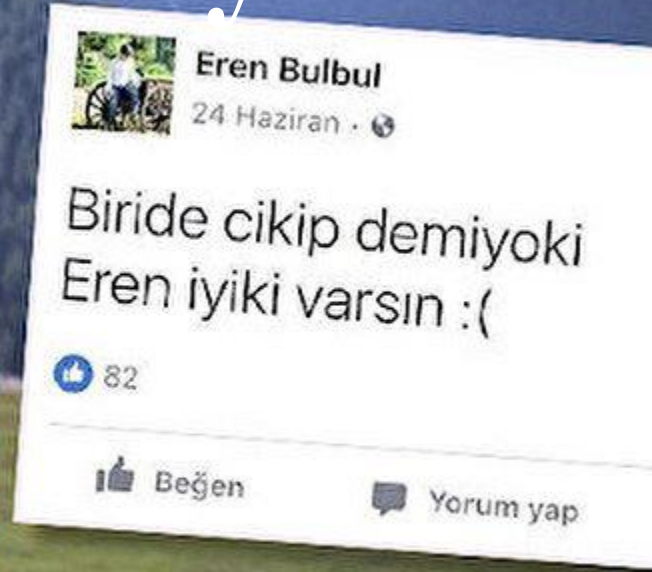 Eren Bulbul
24 Haziran ·
Biride cikip demiyoki
Eren iyiki varsın :(
82
Beğen
Yorum yap